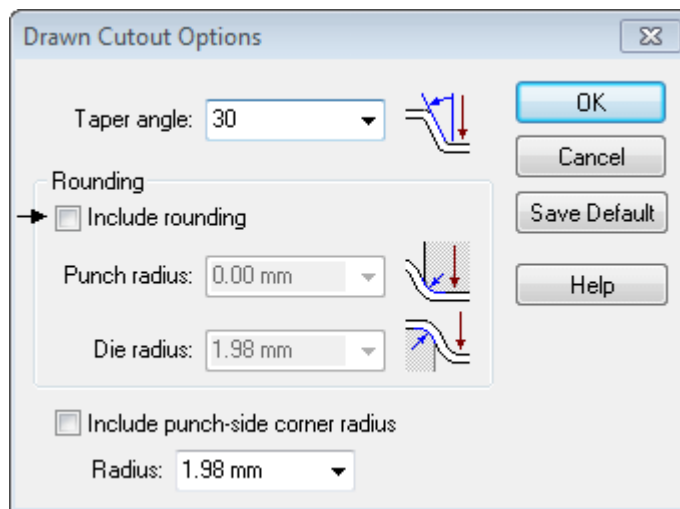 Drawn Cutout Options
Taper angle: 30
OK
Cancel
Rounding
Include rounding
Save Default
Punch radius: 0.00 mm
Help
Die radius: 1.98 mm
Include punch-side corner radius
Radius: 1.98 mm